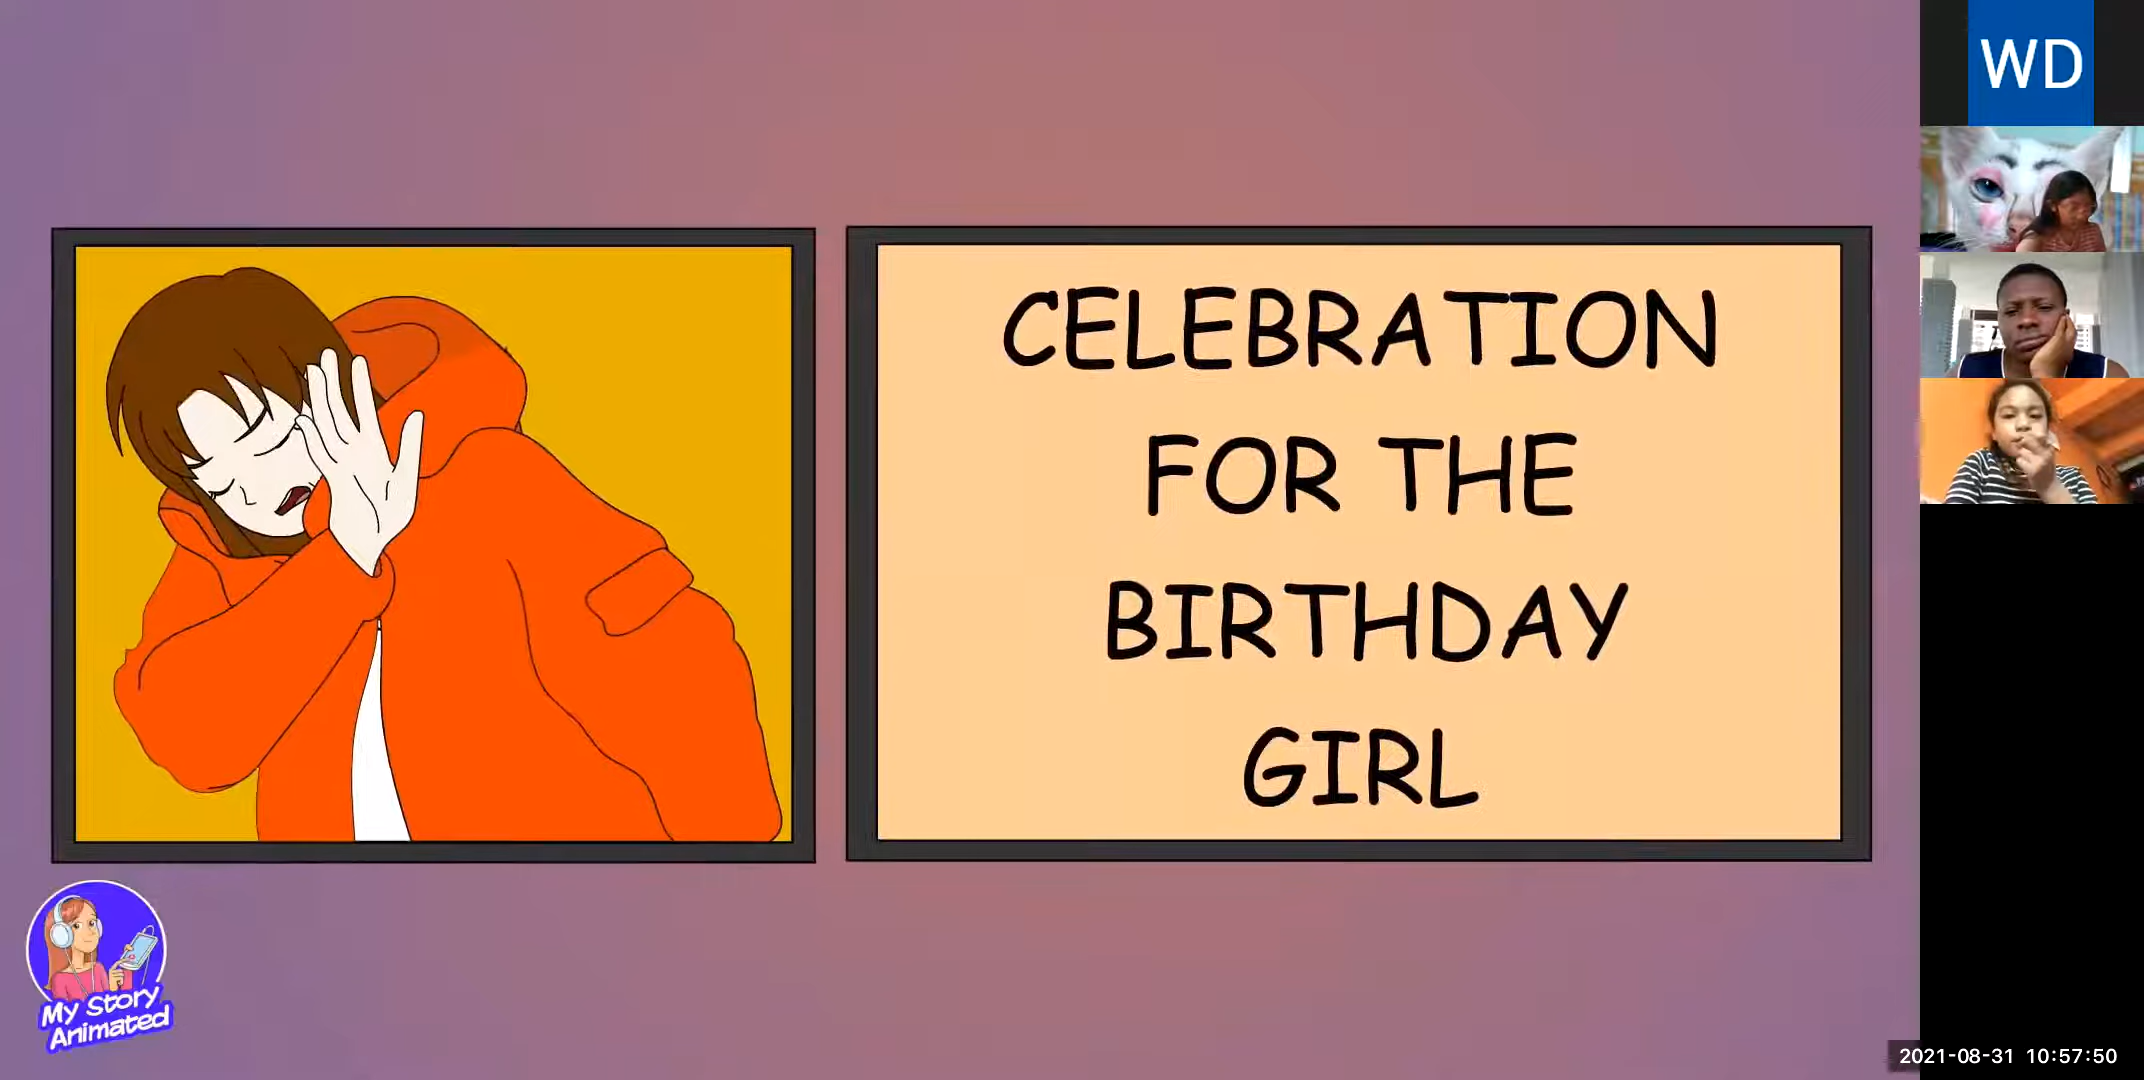 CELEBRATION
FOR THE
BIRTHDAY
GIRL
WD
My Story
Animated
2021-08-31 10:57:50